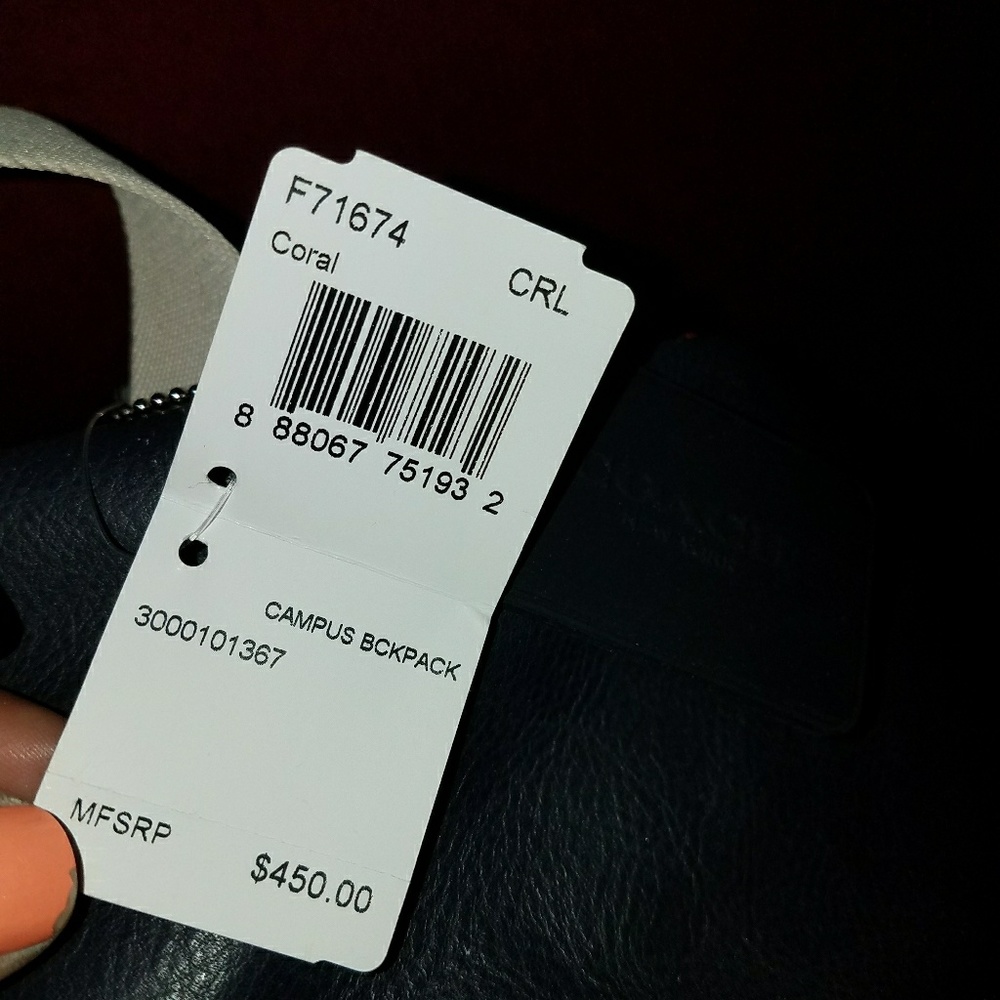 F71674
Coral
CRL
8 88067 75193 2
CAMPUS BCKPACK
3000101367
MFSRP
$450.00